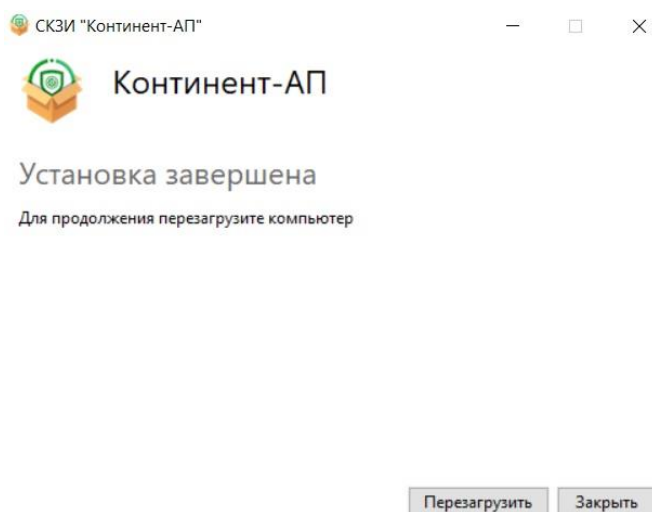 СКЗИ "Континент-АП"
Континент-АП
Установка завершена
Для продолжения перезагрузите компьютер
Перезагрузить Закрыть